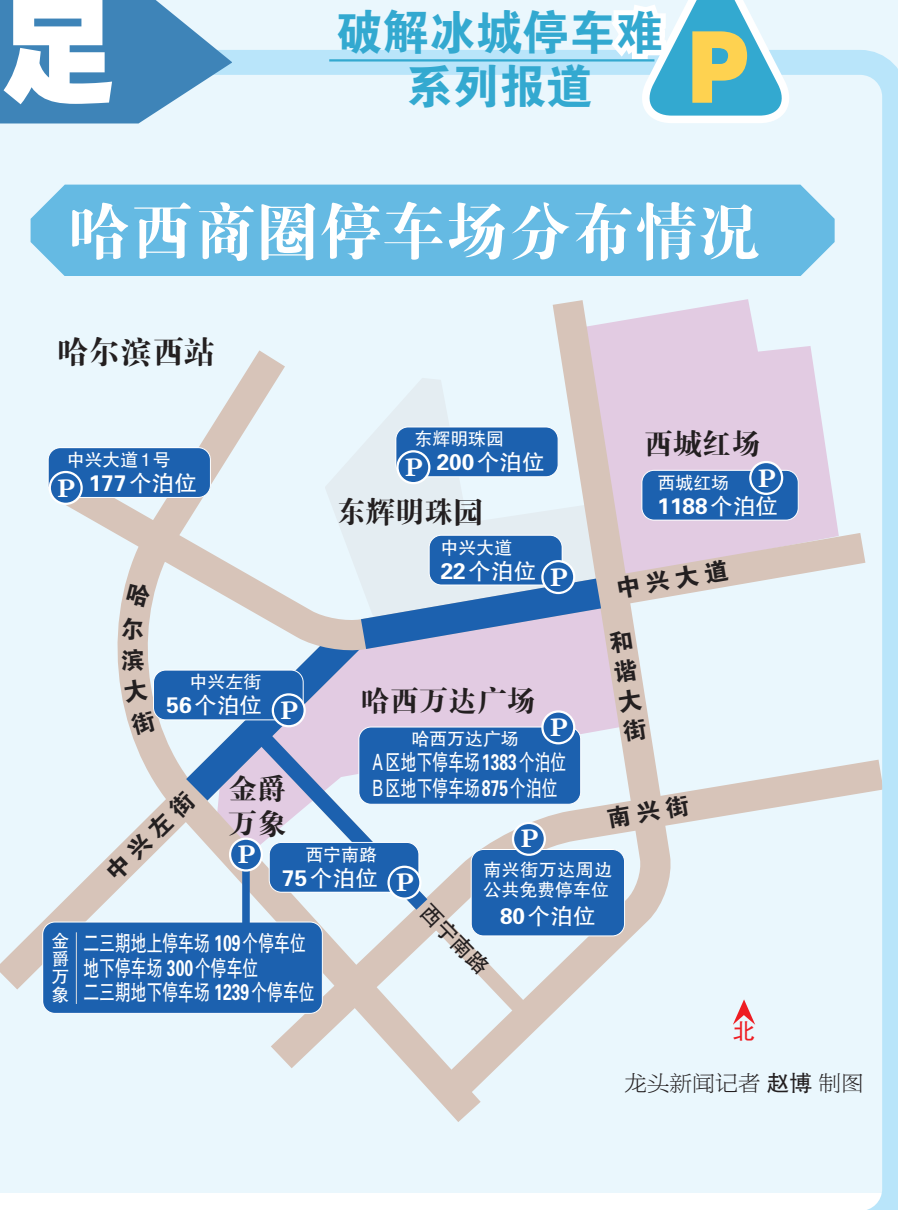 足
破解冰城停车难
系列报道
P
哈西商圈停车场分布情况
哈尔滨西站
中兴大道1号
P 177个泊位
东辉明珠园
P 200个泊位
东辉明珠园
西城红场
西城红场
P
1188个泊位
中兴大道
22个泊位 P
中兴大道
和谐大街
哈尔滨大街
中兴左街
56个泊位 P
哈西万达广场
哈西万达广场
P
A区地下停车场1383个泊位
B区地下停车场875个泊位
金爵
万象
P
中兴左街
西宁南路
75个泊位 P
西宁南路
南兴街
P
南兴街万达周边
公共免费停车位
80个泊位
金爵万象
二三期地上停车场 109个停车位
地下停车场 300个停车位
二三期地下停车场 1239个停车位
北
龙头新闻记者 赵博 制图